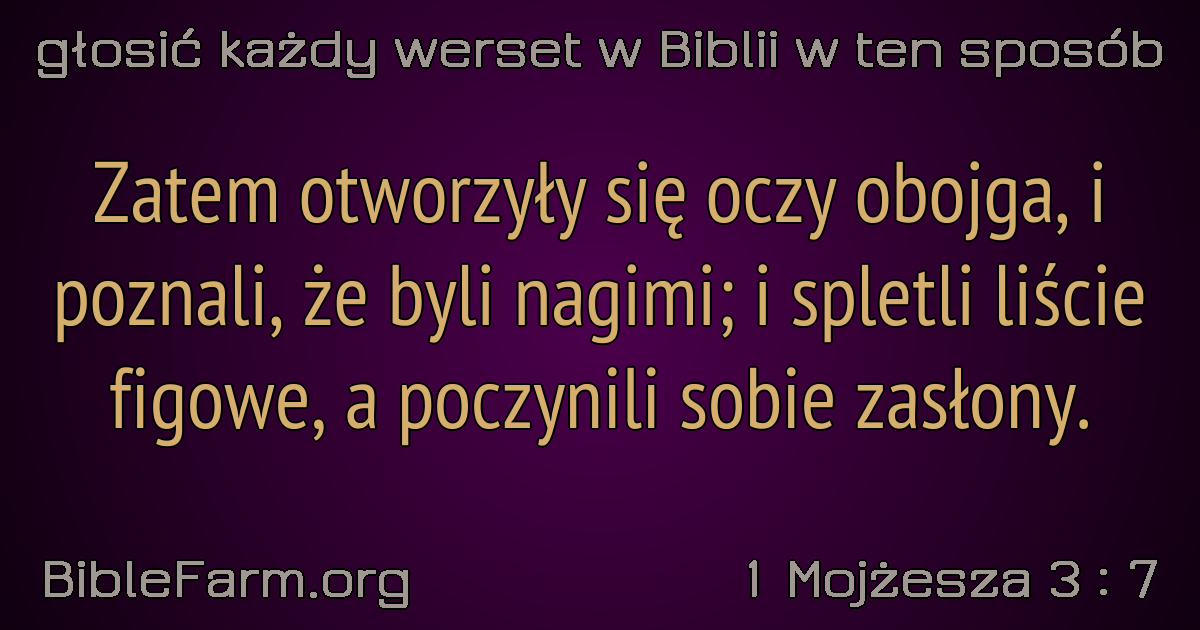 głosić każdy werset w Biblii w ten sposób
Zatem otworzyły się oczy obojga, i
poznali, że byli nagimi; i spletli liście
figowe, a poczynili sobie zasłony.
BibleFarm.org
1 Mojżesza 3 : 7